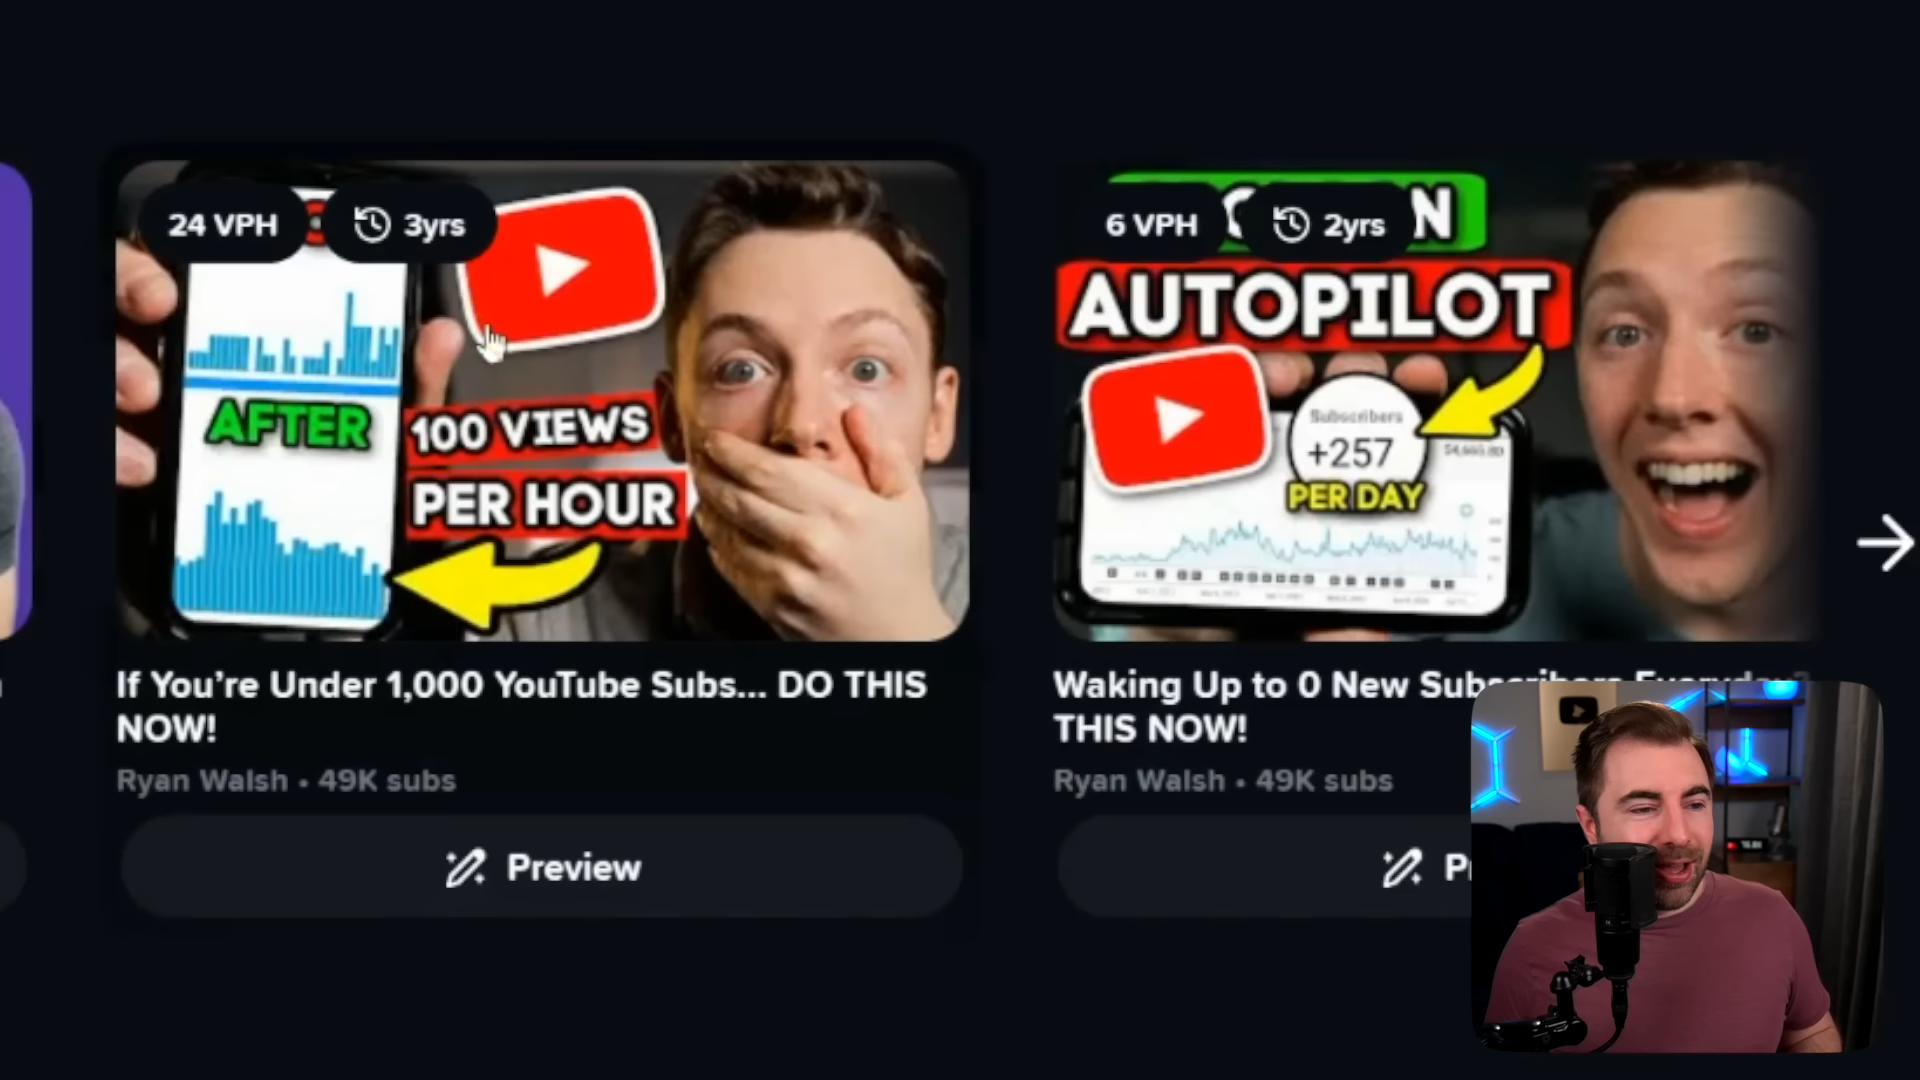 24 VPH
3yrs
AFTER
100 VIEWS
PER HOUR
If You're Under 1,000 YouTube Subs... DO THIS
NOW!
Ryan Walsh • 49K subs
Preview
6 VPH
2yrs
N
AUTOPILOT
Subscribers
+257
PER DAY
Waking Up to 0 New Subscribers Everyday?
THIS NOW!
Ryan Walsh • 49K subs